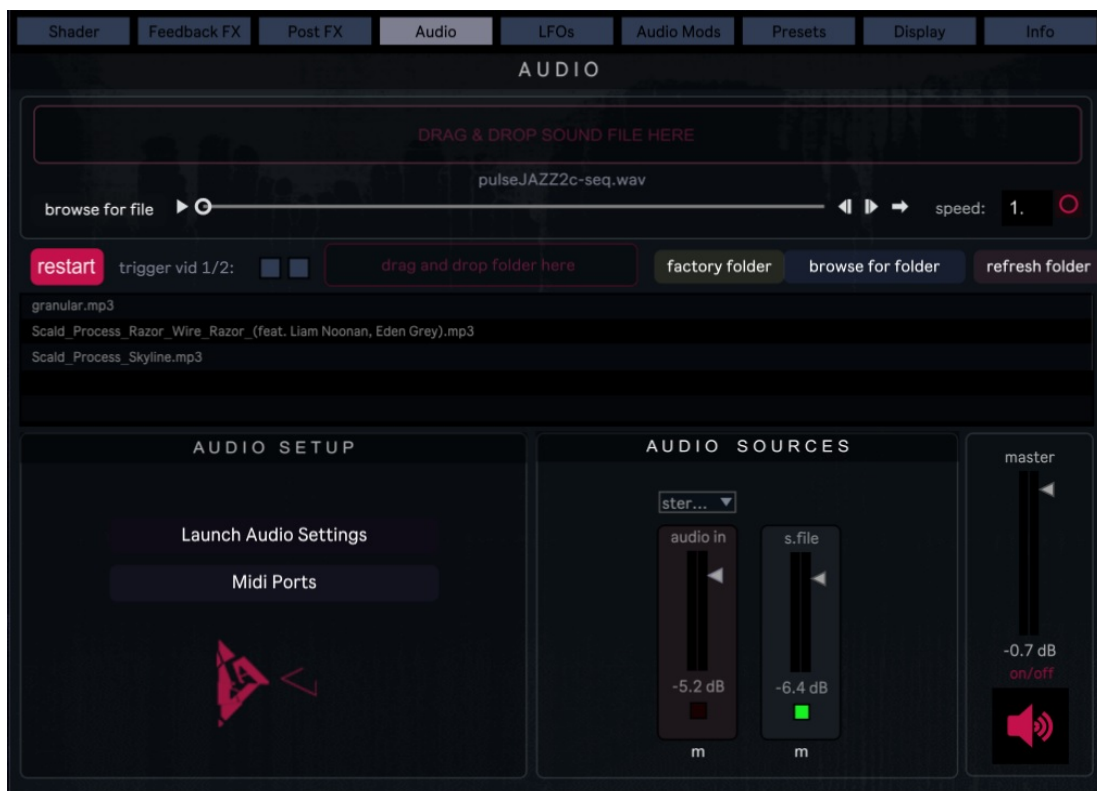 Shader Feedback FX Post FX Audio LFOs Audio Mods Presets Display Info
AUDIO
DRAG & DROP SOUND FILE HERE
pulseJAZZ2c-seq.wav
browse for file speed: 1.
restart trigger vid 1/2: drag and drop folder here factory folder browse for folder refresh folder
granular.mp3
Scald_Process_Razor_Wire_Razor_(feat. Liam Noonan, Eden Grey).mp3
Scald_Process_Skyline.mp3
AUDIO SETUP
Launch Audio Settings
Midi Ports
AUDIO SOURCES
ster...
audio in s.file
-5.2 dB -6.4 dB
m m
master
-0.7 dB
on/off